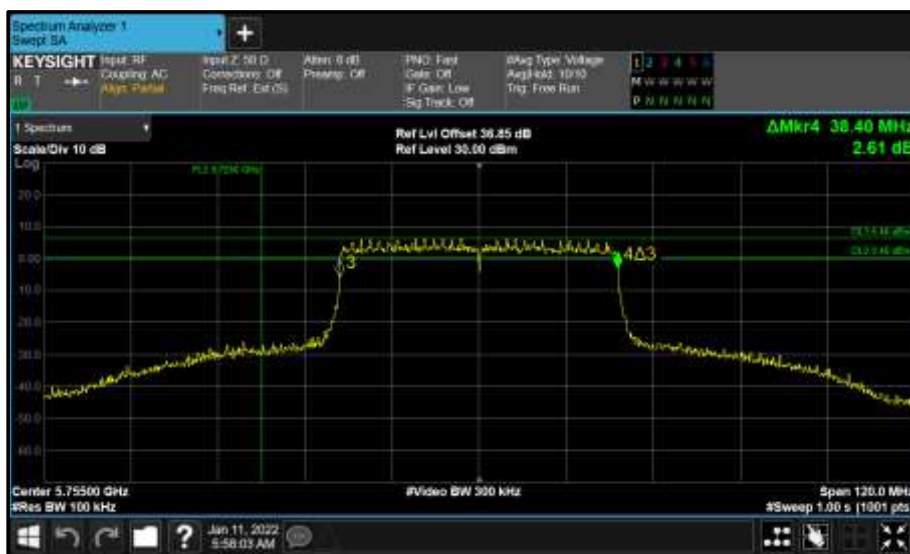 Spectrum Analyzer 1
Swept SA
KEYSIGHT
R T
Input: RF
Coupling: AC
Align: Partial
Input Z: 50 Ω
Corrections: Off
Freq Ref: Ext (S)
Atten: 6 dB
Preamp: Off
PNO: Fast
Gate: Off
IF Gain: Low
Sig Track: Off
#Avg Type: Voltage
Avg|Hold: 10/10
Trig: Free Run
1 2 3 4 5 6
M W W W W W
P N N N N N
1 Spectrum
Scale/Div 10 dB
Ref Lvl Offset 36.85 dB
Ref Level 30.00 dBm
ΔMkr4 38.40 MHz
2.61 dB
Log
20.0
10.0
0.00
-10.0
-20.0
-30.0
-40.0
-50.0
-60.0
3
4Δ3
Center 5.75500 GHz
#Res BW 100 kHz
#Video BW 300 kHz
Span 120.0 MHz
#Sweep 1.00 s (1001 pts)
Jan 11, 2022
5:58:03 AM